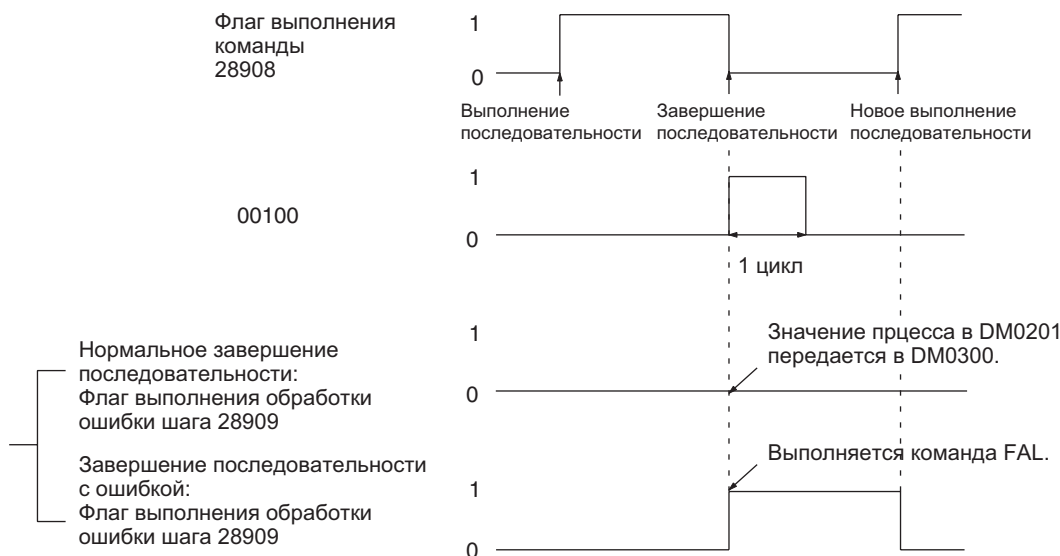 Флаг выполнения
команды
28908
1
0
Выполнение
последовательности
Завершение
последовательности
Новое выполнение
последовательности
00100
1
0
1 цикл
Нормальное завершение
последовательности:
Флаг выполнения обработки
ошибки шага 28909
1
0
Значение прцесса в DM0201
передается в DM0300.
Завершение последовательности
с ошибкой:
Флаг выполнения обработки
ошибки шага 28909
1
0
Выполняется команда FAL.